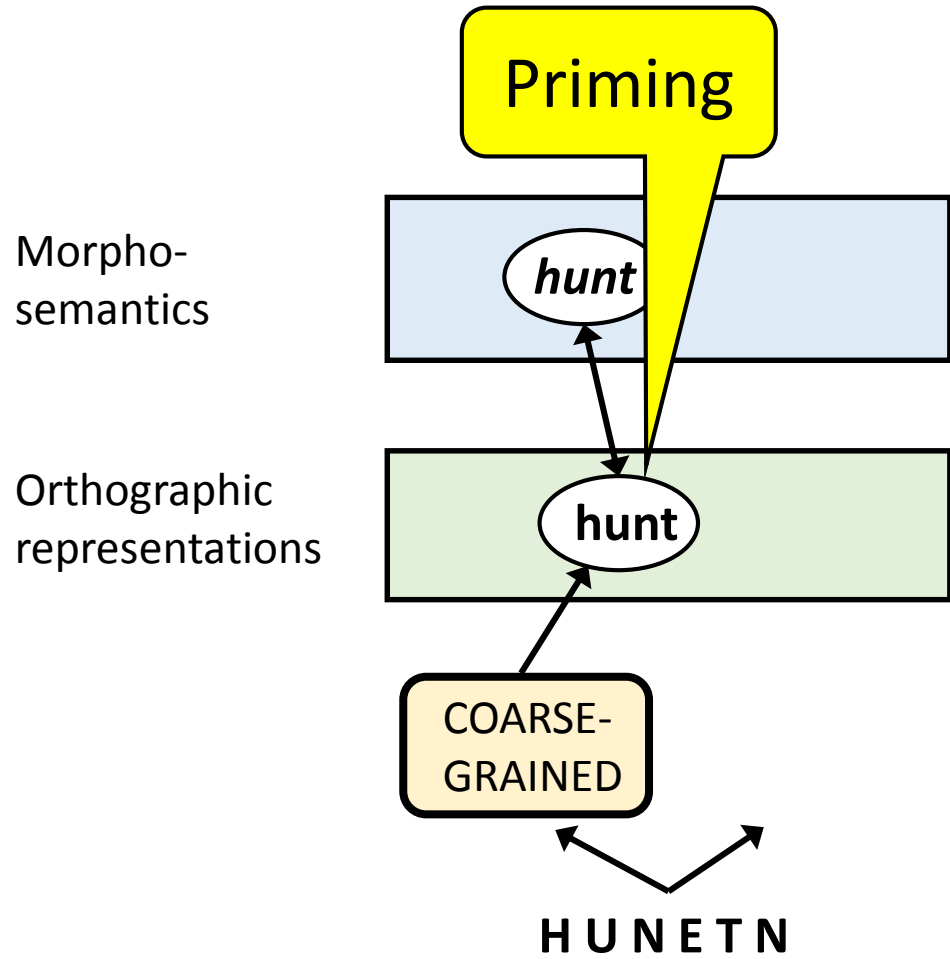 Priming
Morpho-
semantics
hunt
Orthographic
representations
hunt
COARSE-
GRAINED
H U N E T N